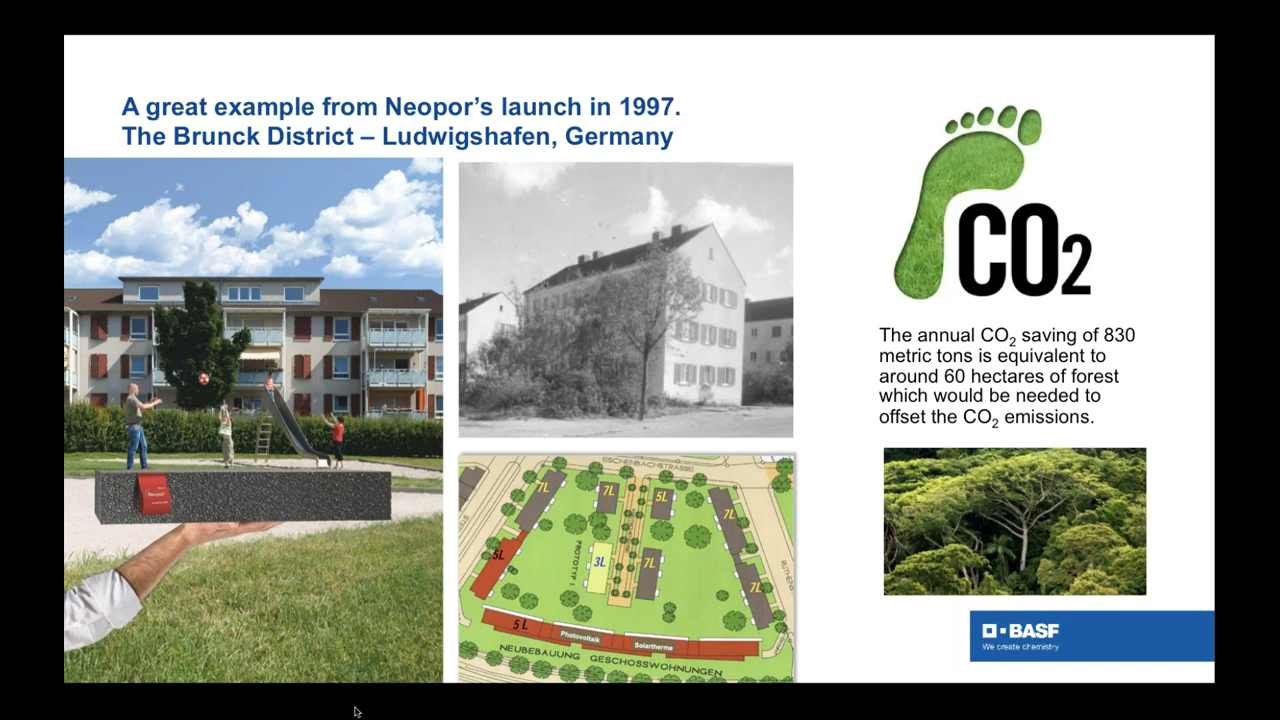 A great example from Neopor's launch in 1997.
The Brunck District – Ludwigshafen, Germany
Neopor
CO2
The annual CO2 saving of 830
metric tons is equivalent to
around 60 hectares of forest
which would be needed to
offset the CO2 emissions.
ESCHENBACHSTRASSE
7L
7L
5L
7L
5L
PROTOTYP I
3L
7L
7L
5L
Photovoltaik
Solartherme
NEUBEBAUUNG GESCHOSSWOHNUNGEN
BASF
We create chemistry